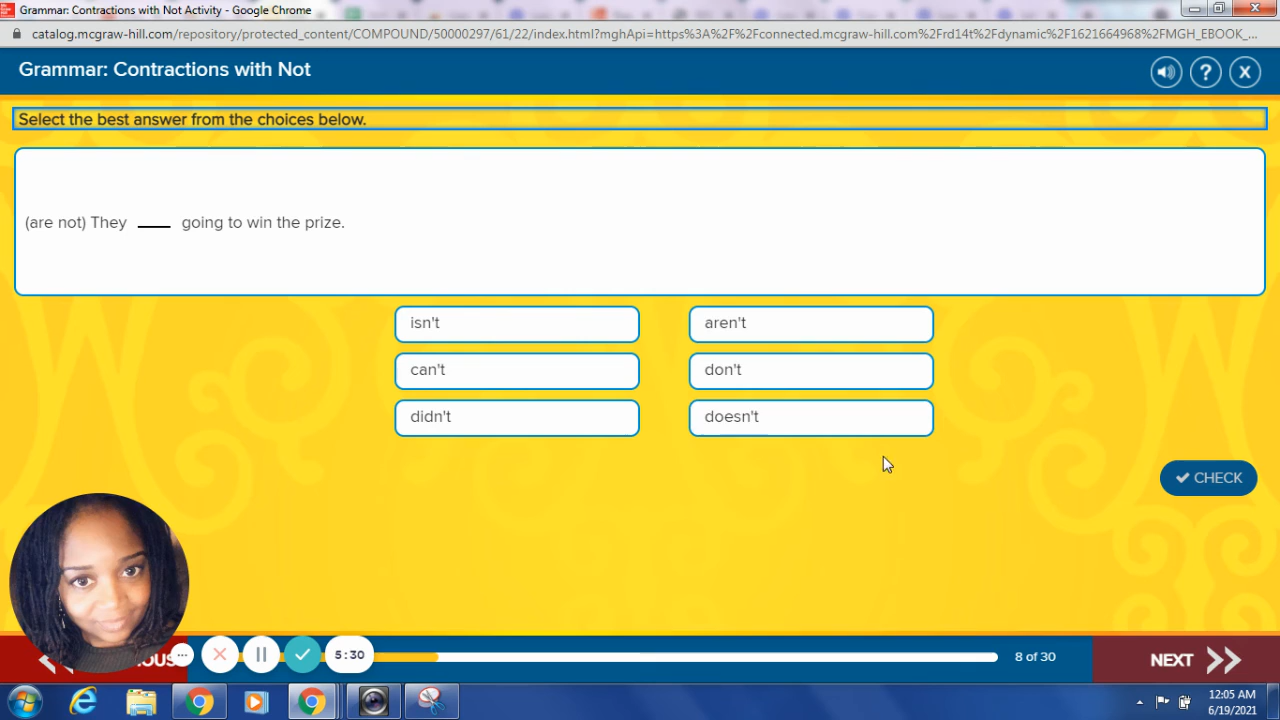 Grammar: Contractions with Not Activity - Google Chrome
catalog.mcgraw-hill.com/repository/protected_content/COMPOUND/50000297/61/22/index.html?mghApi=https%3A%2F%2Fconnected.mcgraw-hill.com%2Frd14t%2Fdynamic%2F1621664968%2FMGH_EBOOK_...
Grammar: Contractions with Not
?
X
Select the best answer from the choices below.
(are not) They ____ going to win the prize.
isn't
aren't
can't
don't
didn't
doesn't
CHECK
5:30
8 of 30
NEXT
12:05 AM
6/19/2021